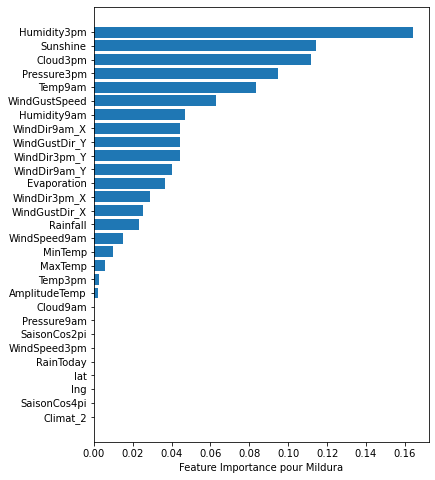 Humidity3pm
Sunshine
Cloud3pm
Pressure3pm
Temp9am
WindGustSpeed
Humidity9am
WindDir9am_X
WindGustDir_Y
WindDir3pm_Y
WindDir9am_Y
Evaporation
WindDir3pm_X
WindGustDir_X
Rainfall
WindSpeed9am
MinTemp
MaxTemp
Temp3pm
AmplitudeTemp
Cloud9am
Pressure9am
SaisonCos2pi
WindSpeed3pm
RainToday
lat
lng
SaisonCos4pi
Climat_2
0.00 0.02 0.04 0.06 0.08 0.10 0.12 0.14 0.16
Feature Importance pour Mildura